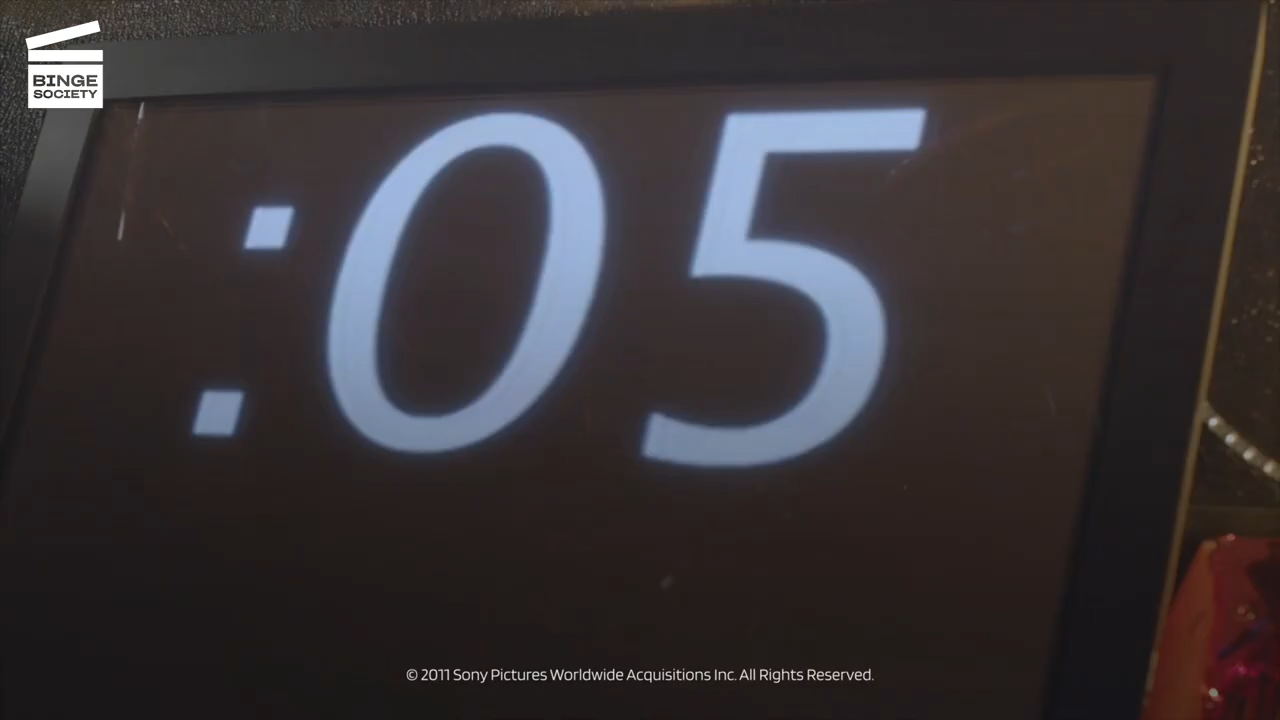 BINGE
SOCIETY
:05
© 2011 Sony Pictures Worldwide Acquisitions Inc. All Rights Reserved.